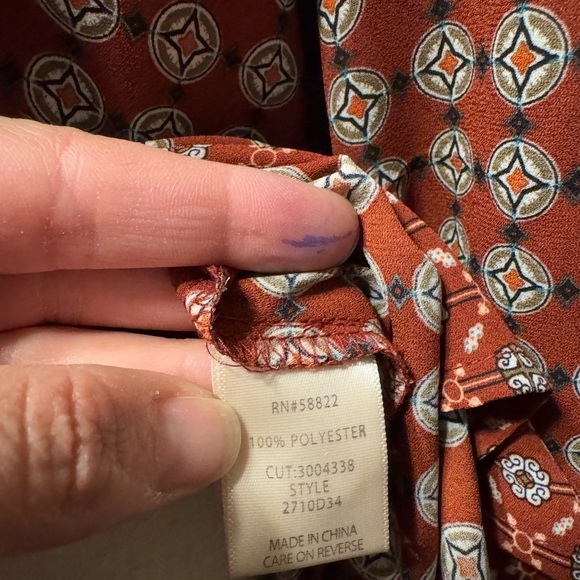 RN#58822
100% POLYESTER
CUT:3004338
STYLE
2710D34
MADE IN CHINA
CARE ON REVERSE